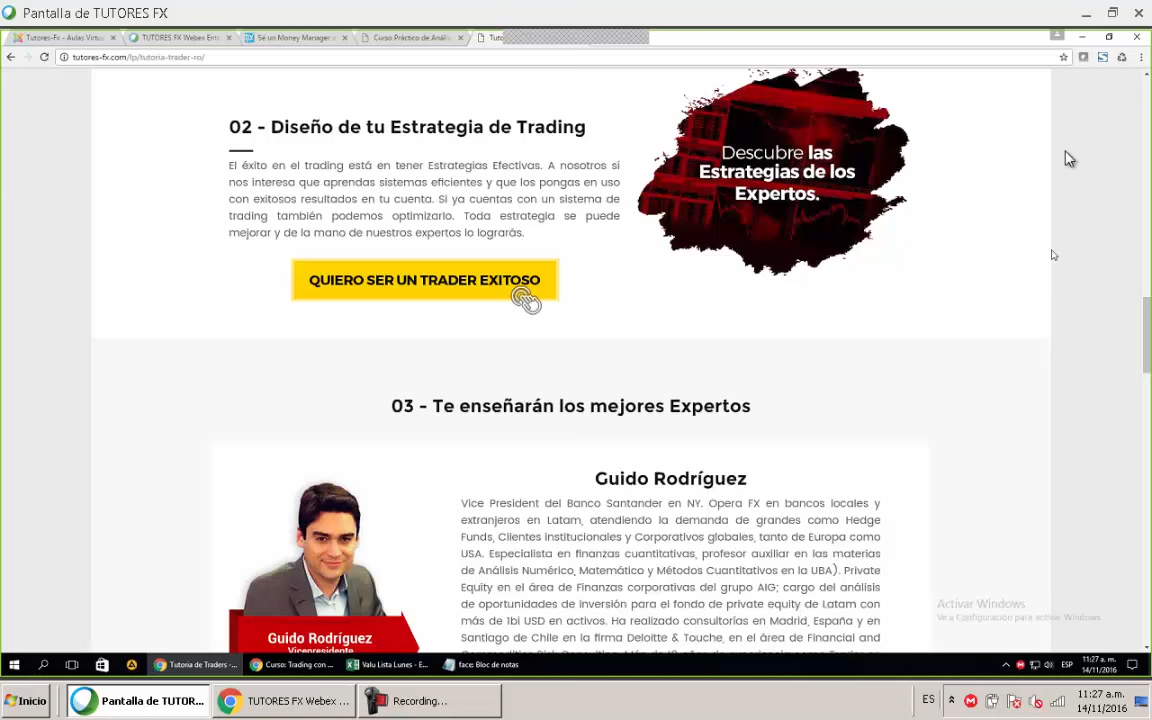 Pantalla de TUTORES FX
Tutores-Fx - Aulas Virtu
TUTORES FX Webex Ente
Sé un Money Manager
Curso Práctico de Anális
Tuto
tutores-fx.com/lp/tutoria-trader-ro/
02 - Diseño de tu Estrategia de Trading
El éxito en el trading está en tener Estrategias Efectivas. A nosotros sí
nos interesa que aprendas sistemas eficientes y que los pongas en uso
con exitosos resultados en tu cuenta. Si ya cuentas con un sistema de
trading también podemos optimizarlo. Toda estrategia se puede
mejorar y de la mano de nuestros expertos lo lograrás.
Descubre las
Estrategias de los
Expertos.
QUIERO SER UN TRADER EXITOSO
03 - Te enseñarán los mejores Expertos
Guido Rodríguez
Vice President del Banco Santander en NY. Opera FX en bancos locales y
extranjeros en Latam, atendiendo la demanda de grandes como Hedge
Funds, Clientes institucionales y Corporativos globales, tanto de Europa como
USA. Especialista en finanzas cuantitativas, profesor auxiliar en las materias
de Análisis Numérico, Matemático y Métodos Cuantitativos en la UBA). Private
Equity en el área de Finanzas corporativas del grupo AIG; cargo del análisis
de oportunidades de inversión para el fondo de private equity de Latam con
más de 1bi USD en activos. Ha realizado consultorías en Madrid, España y en
Santiago de Chile en la firma Deloitte & Touche, en el área de Financial and
Guido Rodríguez
Vicepresidente
Activar Windows
Ve a Configuración para activar Windows.
Tutoria de Traders - ...
Curso: Trading con ...
Valu Lista Lunes - E...
face: Bloc de notas
ESP
11:27 a.m.
14/11/2016
Inicio
Pantalla de TUTOR...
TUTORES FX Webex ...
Recording...
ES
11:27 a.m.
14/11/2016